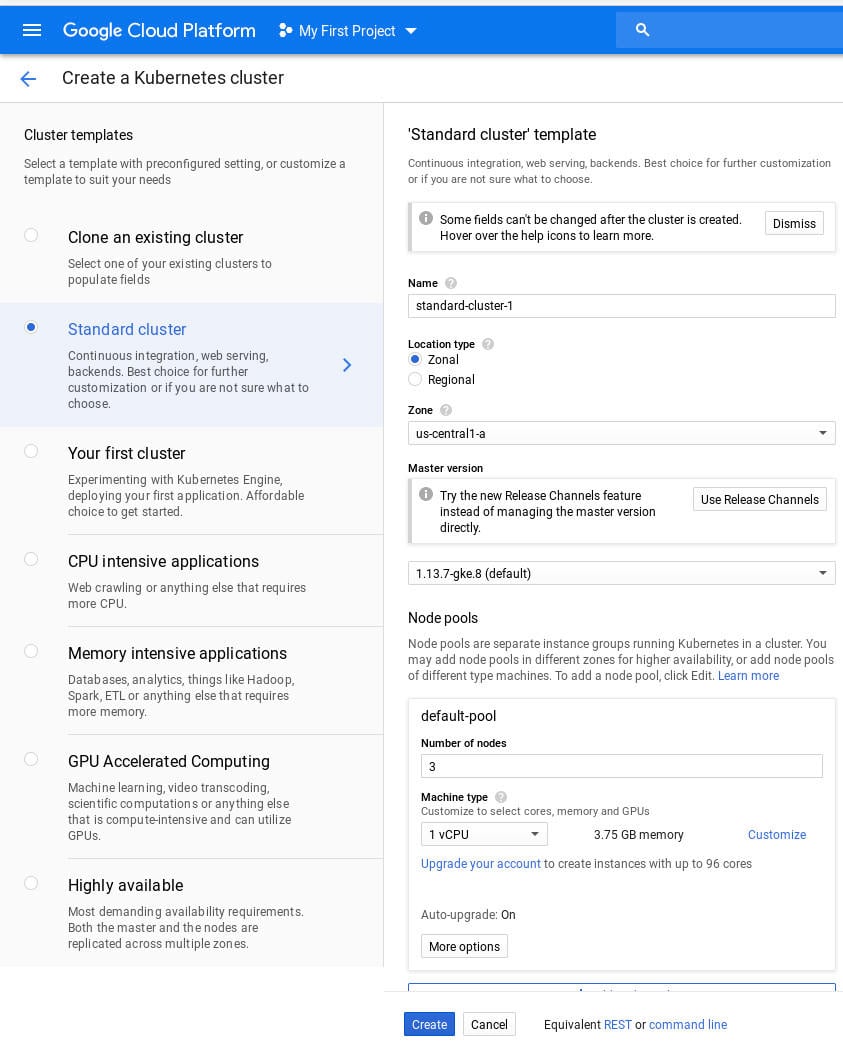 Google Cloud Platform
My First Project
Create a Kubernetes cluster
Cluster templates
Select a template with preconfigured setting, or customize a
template to suit your needs
Clone an existing cluster
Select one of your existing clusters to
populate fields
Standard cluster
Continuous integration, web serving,
backends. Best choice for further
customization or if you are not sure what to
choose.
Your first cluster
Experimenting with Kubernetes Engine,
deploying your first application. Affordable
choice to get started.
CPU intensive applications
Web crawling or anything else that requires
more CPU.
Memory intensive applications
Databases, analytics, things like Hadoop,
Spark, ETL or anything else that requires
more memory.
GPU Accelerated Computing
Machine learning, video transcoding,
scientific computations or anything else
that is compute-intensive and can utilize
GPUs.
Highly available
Most demanding availability requirements.
Both the master and the nodes are
replicated across multiple zones.
'Standard cluster' template
Continuous integration, web serving, backends. Best choice for further customization
or if you are not sure what to choose.
Some fields can't be changed after the cluster is created.
Hover over the help icons to learn more.
Dismiss
Name
standard-cluster-1
Location type
Zonal
Regional
Zone
us-central1-a
Master version
Try the new Release Channels feature
instead of managing the master version
directly.
Use Release Channels
1.13.7-gke.8 (default)
Node pools
Node pools are separate instance groups running Kubernetes in a cluster. You
may add node pools in different zones for higher availability, or add node pools
of different type machines. To add a node pool, click Edit. Learn more
default-pool
Number of nodes
3
Machine type
Customize to select cores, memory and GPUs
1 vCPU
3.75 GB memory
Customize
Upgrade your account to create instances with up to 96 cores
Auto-upgrade: On
More options
Create
Cancel
Equivalent REST or command line